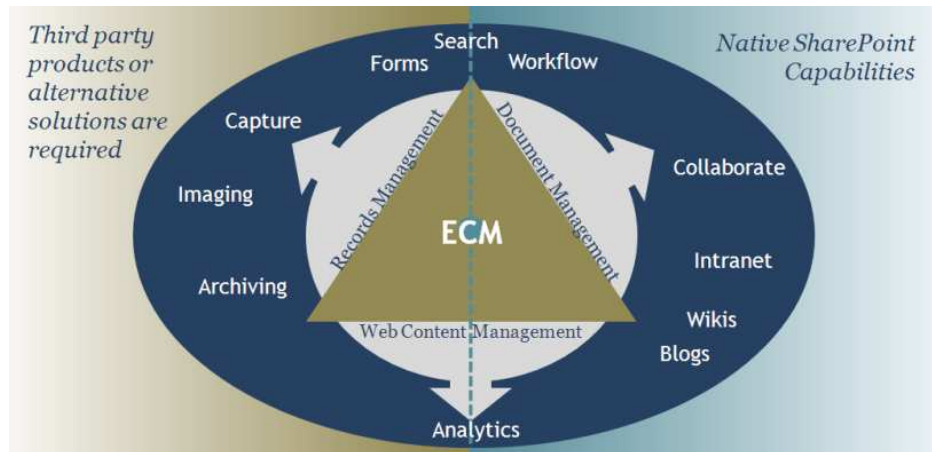 Third party
products or
alternative
solutions are
required
Native SharePoint
Capabilities
Search
Forms
Workflow
Capture
Collaborate
Imaging
Records Management
Document Management
ECM
Intranet
Archiving
Wikis
Web Content Management
Blogs
Analytics